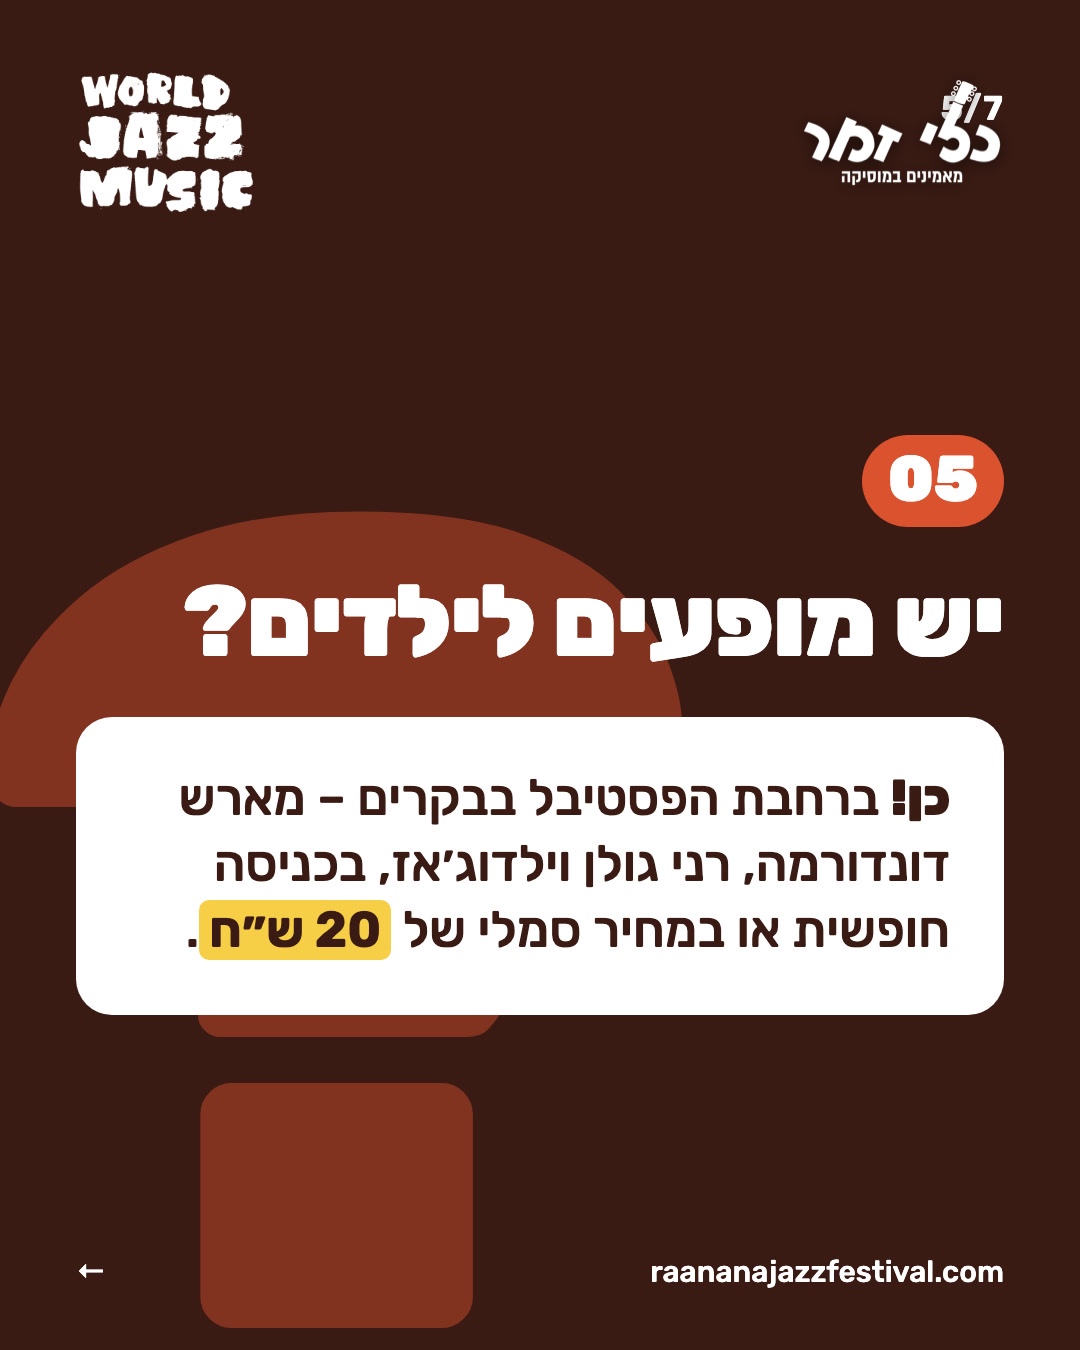 WORLD
JAZZ
MUSIC
5/7
כלי זמר
מאמינים במוסיקה
05
יש מופעים לילדים?
כן! ברחבת הפסטיבל בבקרים – מארש
דונדורמה, רני גולן וילדוג׳אז, בכניסה
חופשית או במחיר סמלי של 20 ש״ח.
raananajazzfestival.com
←